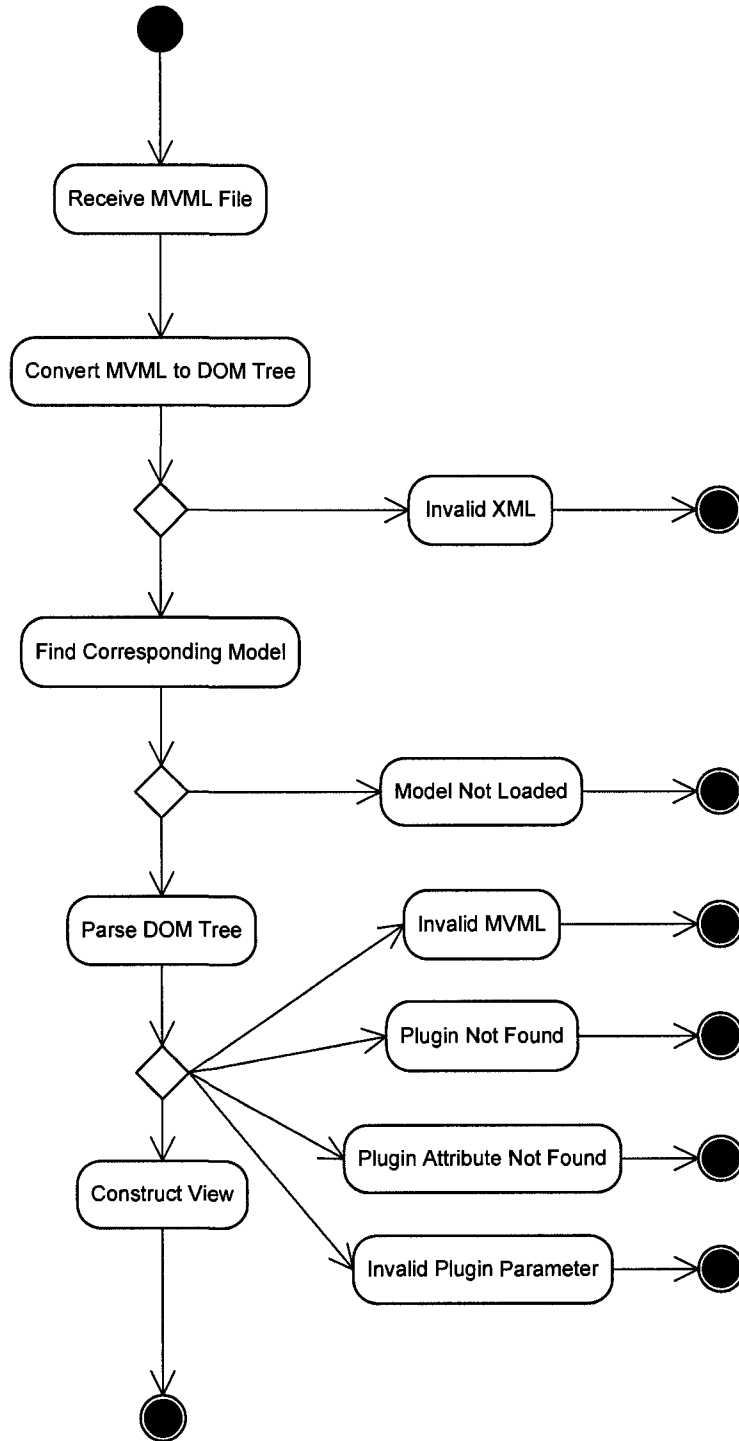 Receive MVML File
Convert MVML to DOM Tree
Invalid XML
Find Corresponding Model
Model Not Loaded
Parse DOM Tree
Invalid MVML
Plugin Not Found
Plugin Attribute Not Found
Construct View
Invalid Plugin Parameter